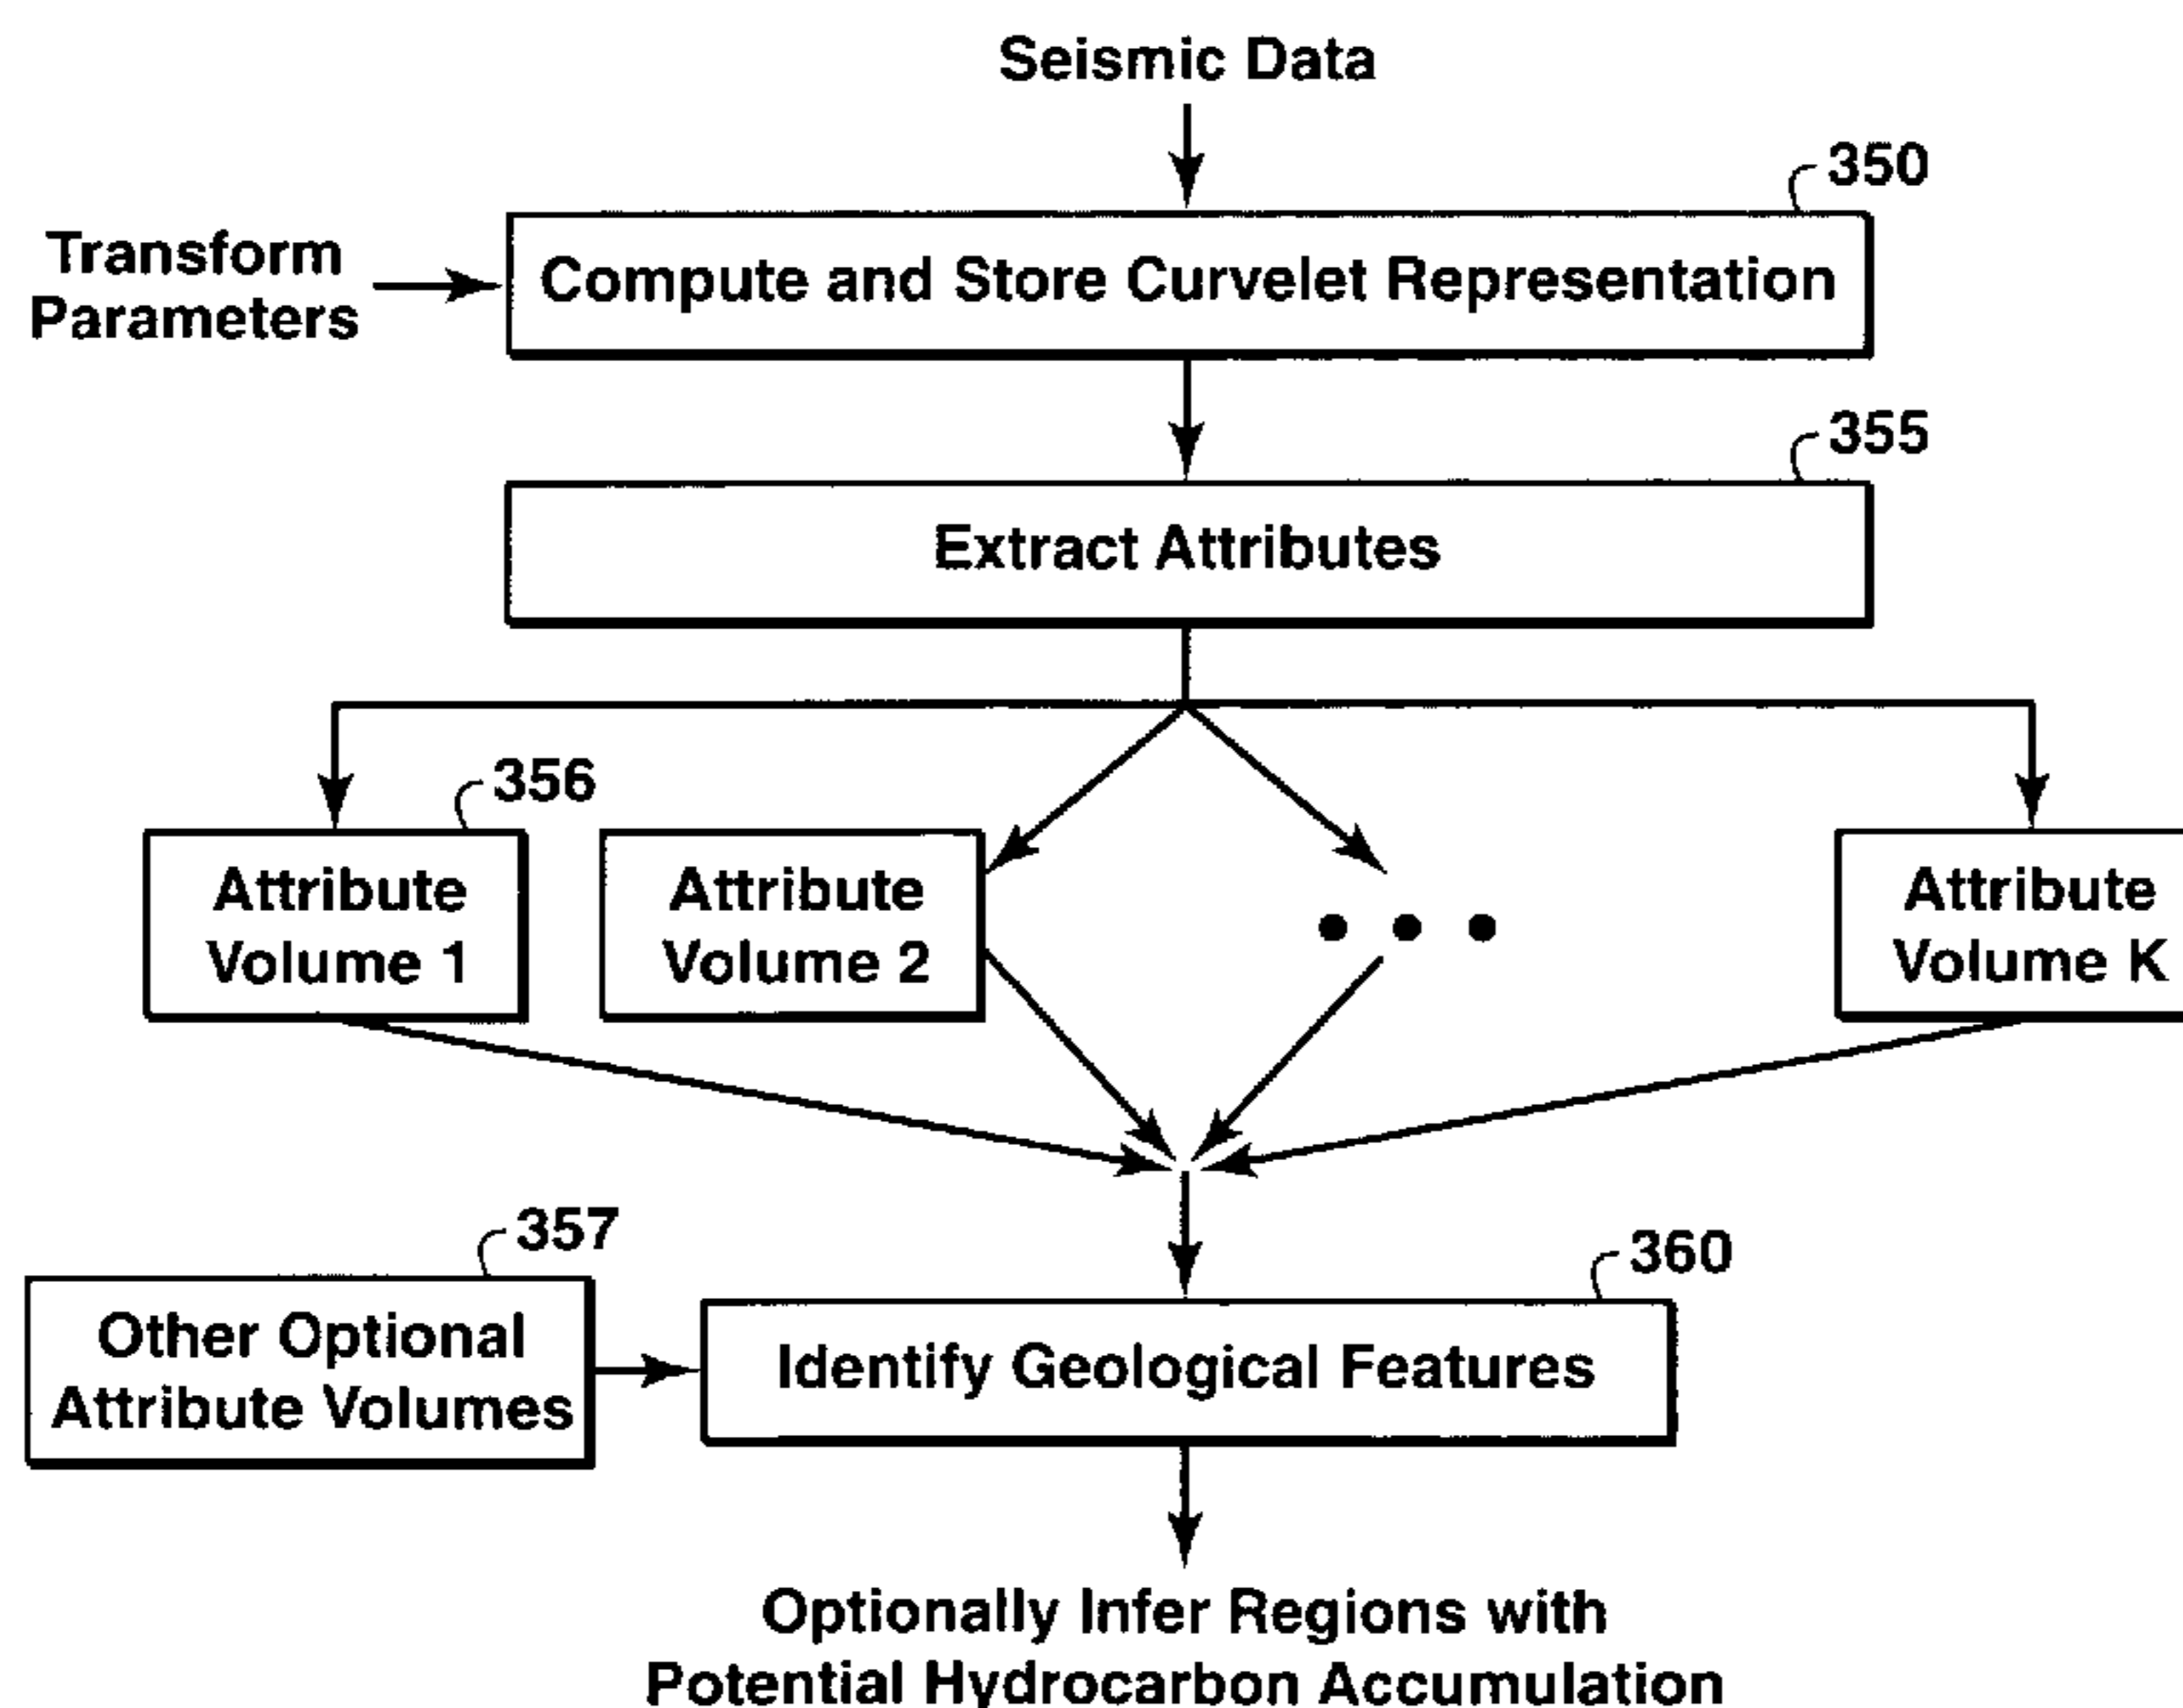 Seismic Data
350
Transform
Parameters
Compute and Store Curvelet Representation
355
Extract Attributes
356
Attribute
Volume 1
Attribute
Volume 2
Attribute
Volume K
357
Other Optional
Attribute Volumes
360
Identify Geological Features
Optionally Infer Regions with
Potential Hydrocarbon Accumulation